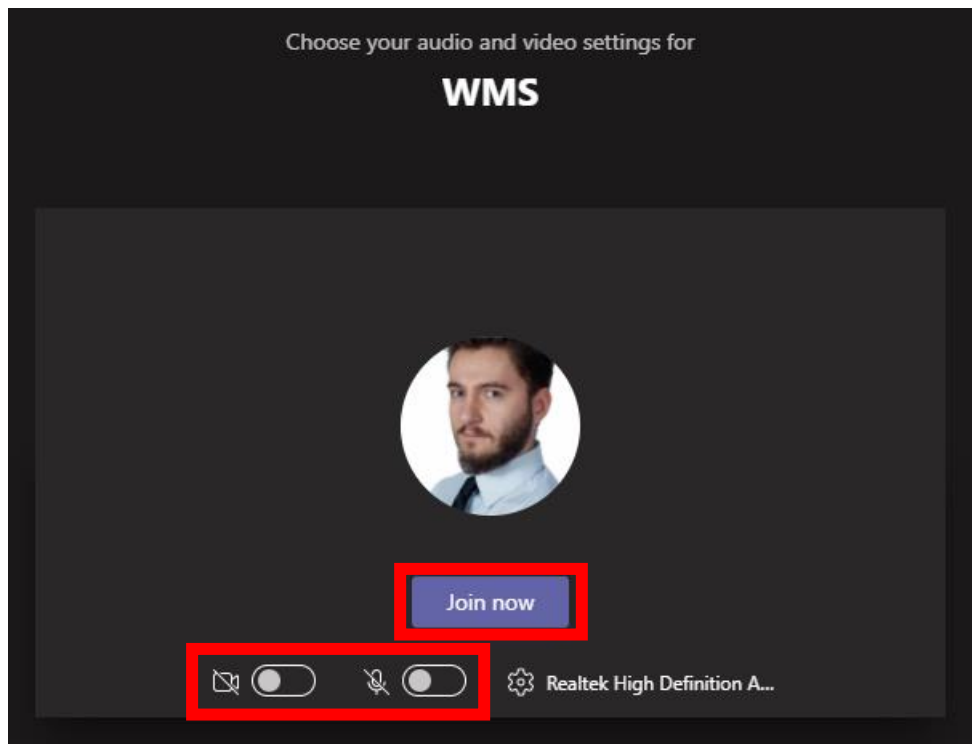 Choose your audio and video settings for
WMS
Join now
Realtek High Definition A...